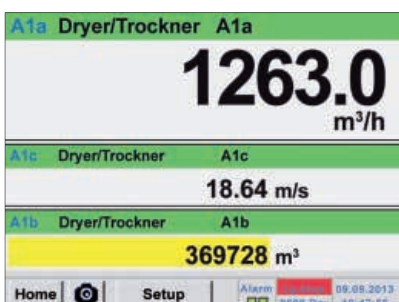 A1a Dryer/Trockner A1a
1263.0
m³/h
A1c Dryer/Trockner A1c
18.64 m/s
A1b Dryer/Trockner A1b
369728 m³
Home Setup Alarm 09.09.2013